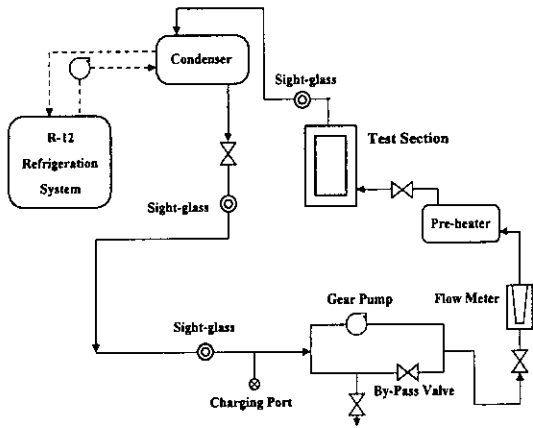 Condenser
Sight-glass
R-12
Refrigeration
System
Test Section
Sight-glass
Pre-heater
Gear Pump
Flow Meter
Sight-glass
By-Pass Valve
Charging Port